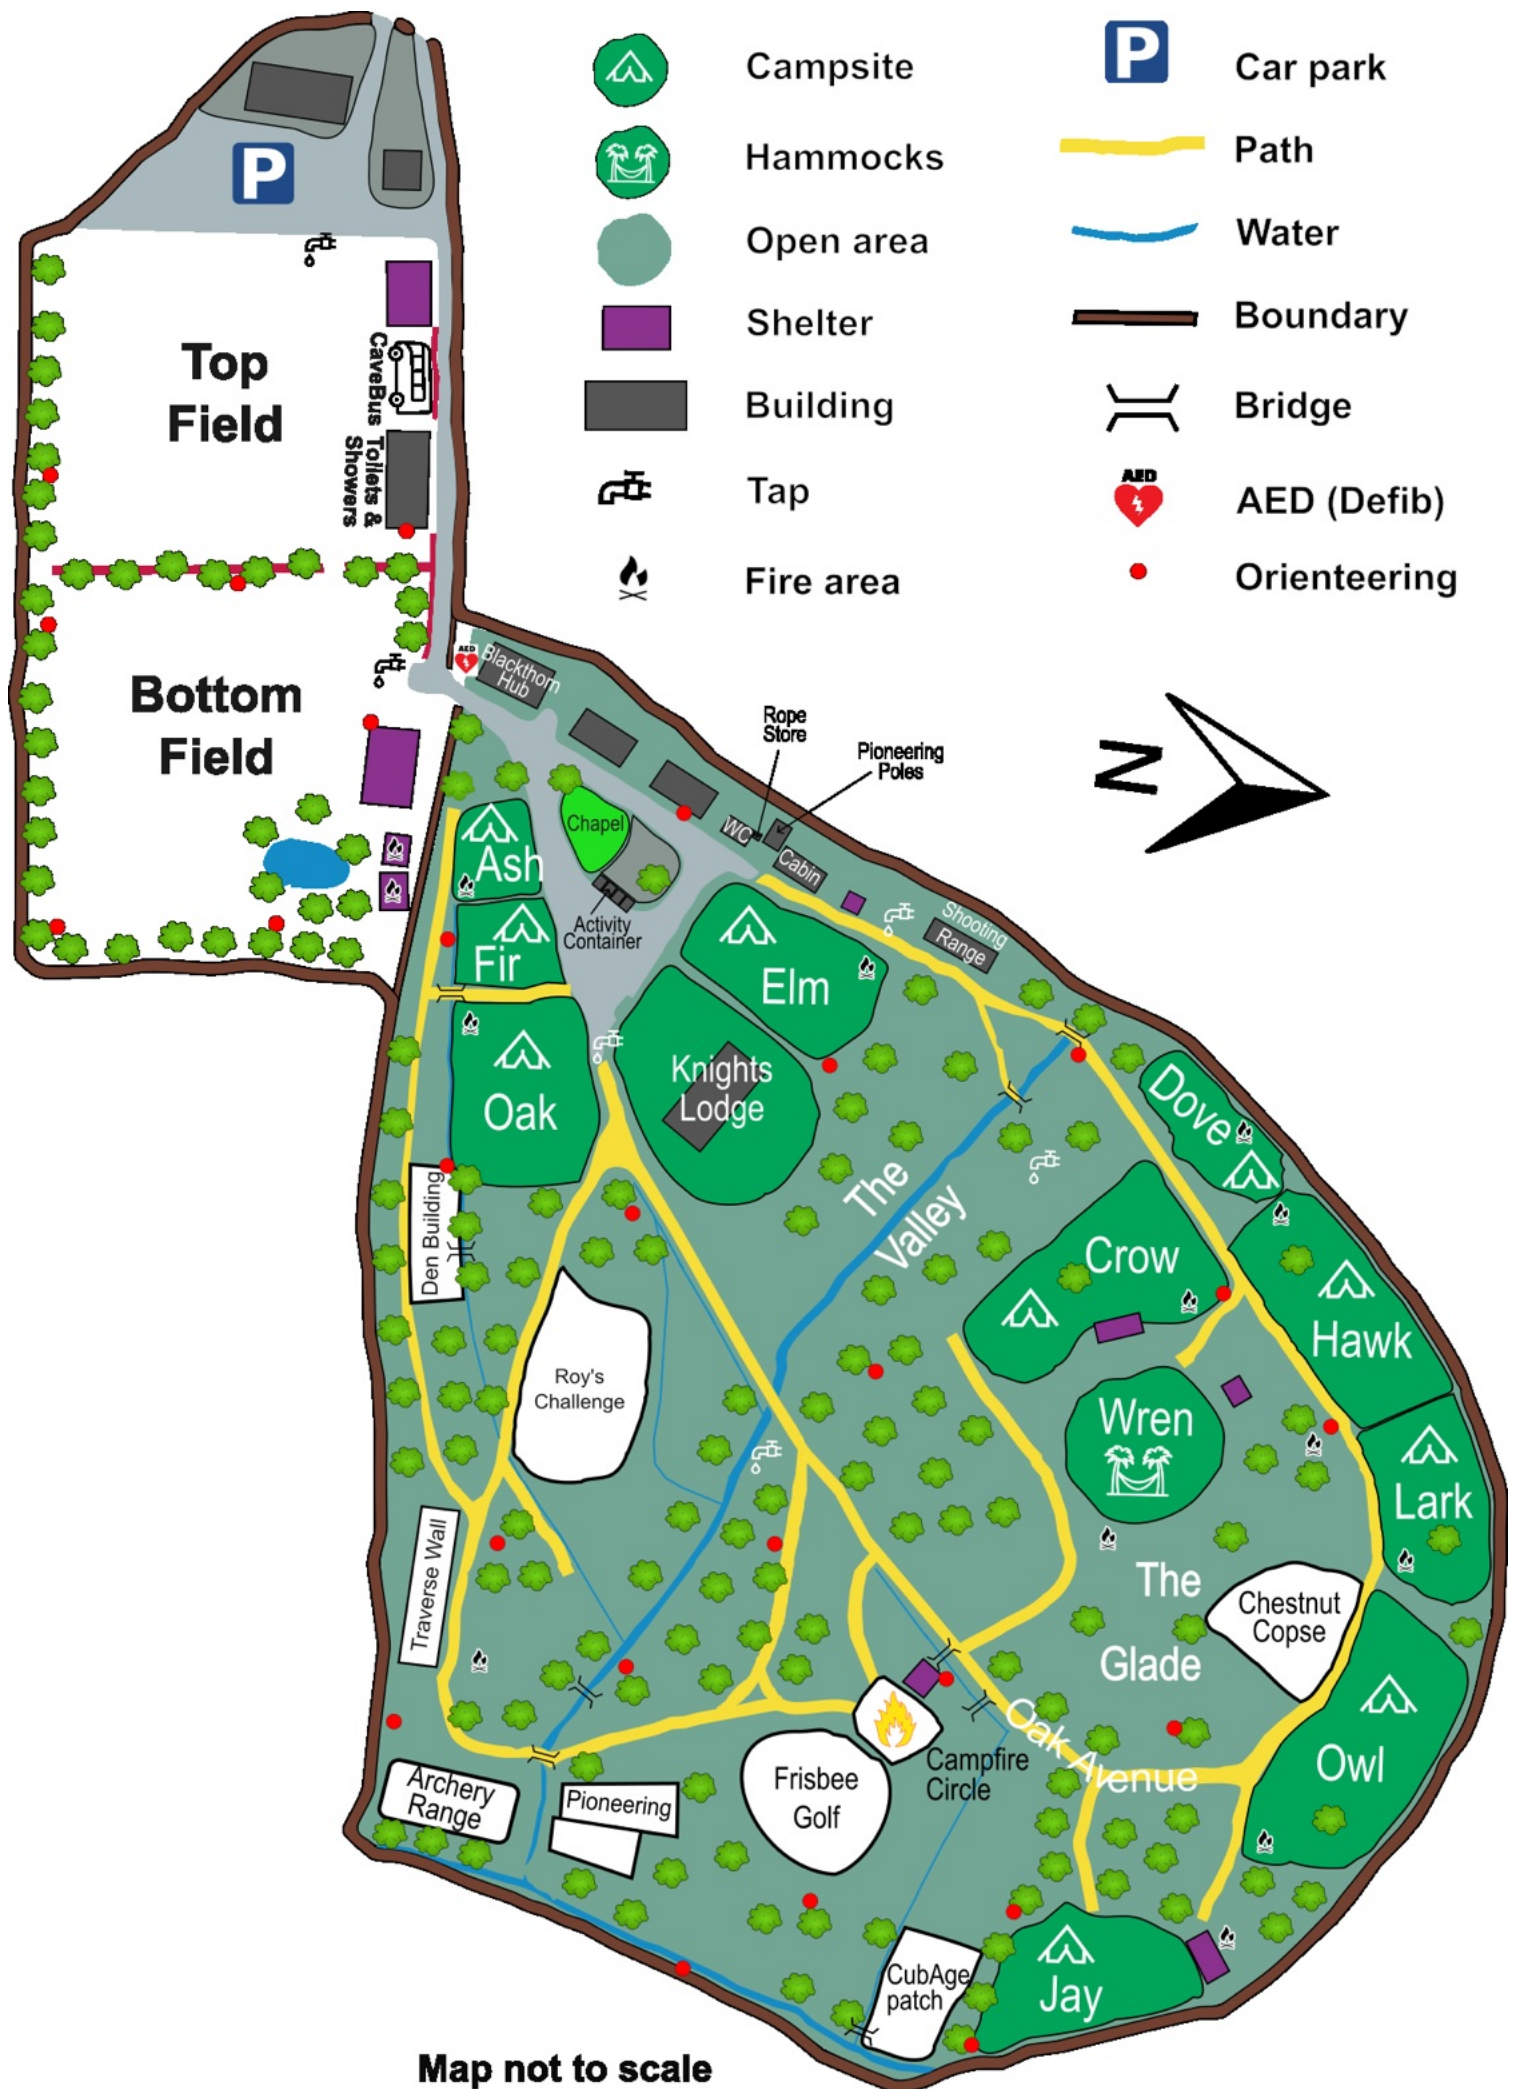 Campsite
Hammocks
Open area
Shelter
Building
Tap
Fire area
P
Car park
Path
Water
Boundary
Bridge
AED
AED (Defib)
Orienteering
P
Top
Field
CaveBus
Toilets &
Showers
Bottom
Field
AED
Blackthorn
Hub
Rope
Store
Pioneering
Poles
N
WC
Cabin
Shooting
Range
Chapel
Activity
Container
Ash
Fir
Oak
Elm
Knights
Lodge
Dove
The
Valley
Crow
Hawk
Den Building
Roy's
Challenge
Wren
Lark
Traverse Wall
The
Glade
Chestnut
Copse
Owl
Oak Avenue
Campfire
Circle
Frisbee
Golf
Archery
Range
Pioneering
CubAge
patch
Jay
Map not to scale